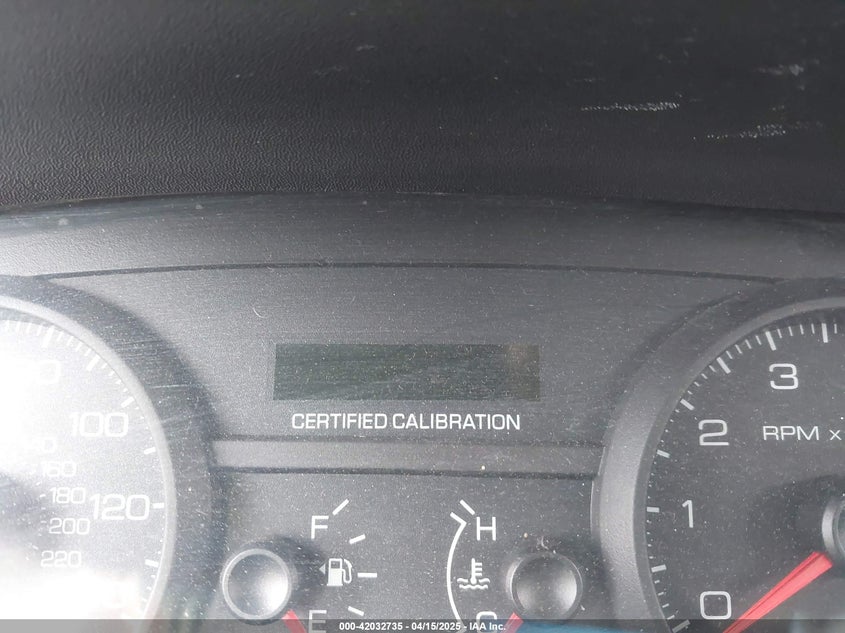 CERTIFIED CALIBRATION
100
120
160
180
200
220
F
E
H
3
2
RPM x
1
0
000-42032735 - 04/15/2025 - IAA Inc.